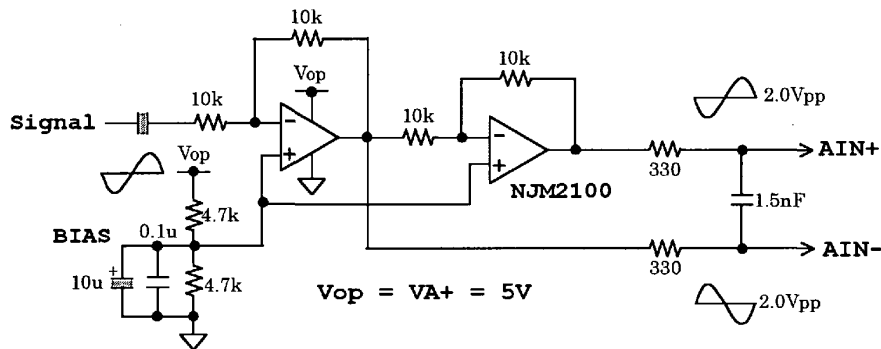 10k
10k
Vop
10k
10k
2.0Vpp
Signal
−
+
−
+
AIN+
Vop
330
NJM2100
1.5nF
4.7k
BIAS
0.1u
AIN−
+
10u
4.7k
330
Vop = VA+ = 5V
2.0Vpp